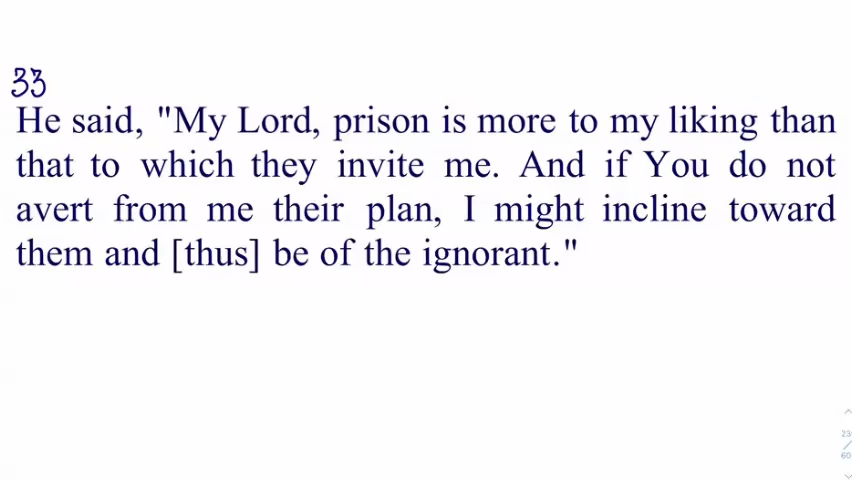 33
He said, "My Lord, prison is more to my liking than
that to which they invite me. And if You do not
avert from me their plan, I might incline toward
them and [thus] be of the ignorant."
23
60